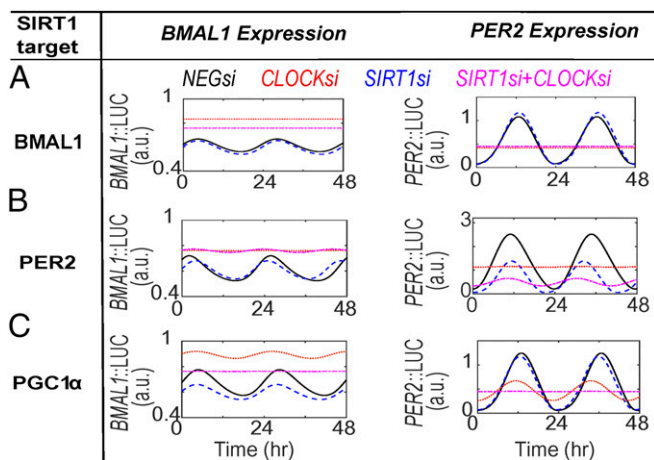 SIRT1 target BMAL1 Expression PER2 Expression
NEGsi CLOCKsi SIRT1si SIRT1si+CLOCKsi
A
BMAL1
BMAL1::LUC (a.u.)
1
0.4
0 24 48
PER2::LUC (a.u.)
1
0
0 24 48
B
PER2
BMAL1::LUC (a.u.)
1
0.4
0 24 48
PER2::LUC (a.u.)
3
1
0
0 24 48
C
PGC1α
BMAL1::LUC (a.u.)
1
0.4
0 24 48
Time (hr)
PER2::LUC (a.u.)
1
0
0 24 48
Time (hr)